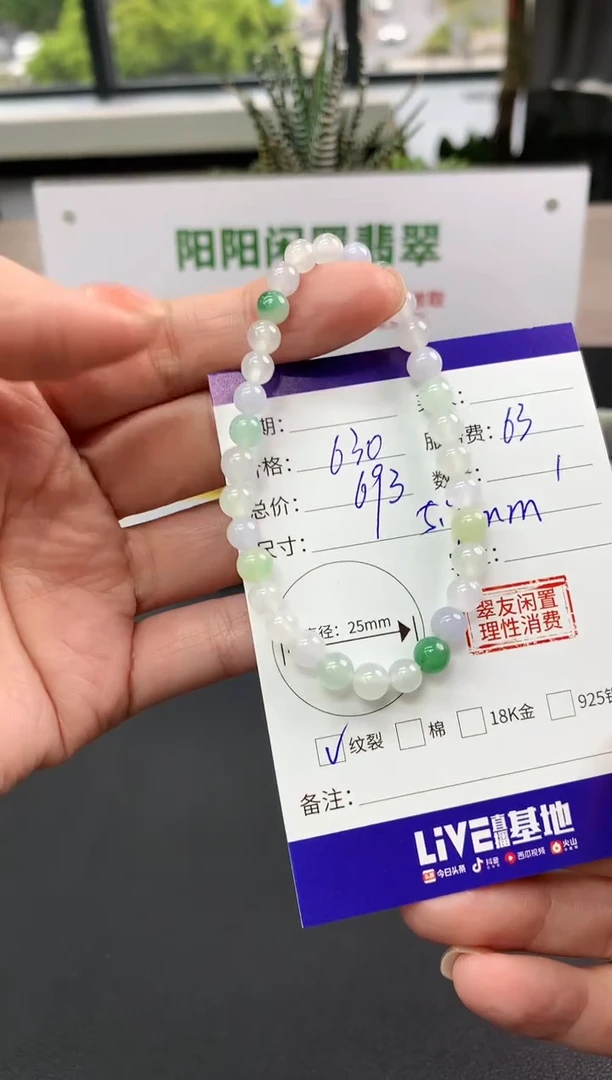 阳阳闲置翡翠
期：
格： 630
服务费：63
总价： 693
数 1
尺寸：
mm
直径：25mm
翠友闲置
理性消费
√纹裂 棉 18K金 925
备注：
LiVE直播基地
今日头条 抖音 西瓜视频 火山